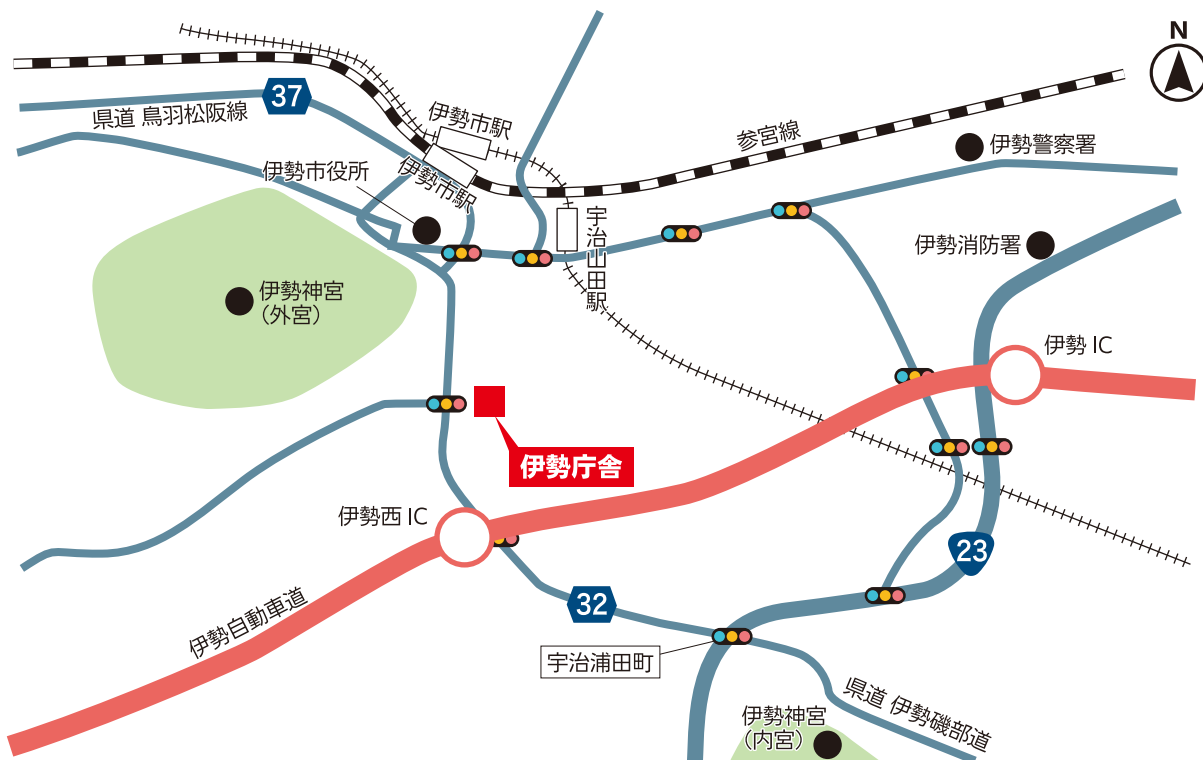 N
37
県道 鳥羽松阪線
伊勢市駅
参宮線
伊勢警察署
伊勢市役所
伊勢市駅
宇治山田駅
伊勢消防署
伊勢神宮
（外宮）
伊勢 IC
伊勢庁舎
伊勢西 IC
23
32
伊勢自動車道
宇治浦田町
県道 伊勢磯部道
伊勢神宮
（内宮）